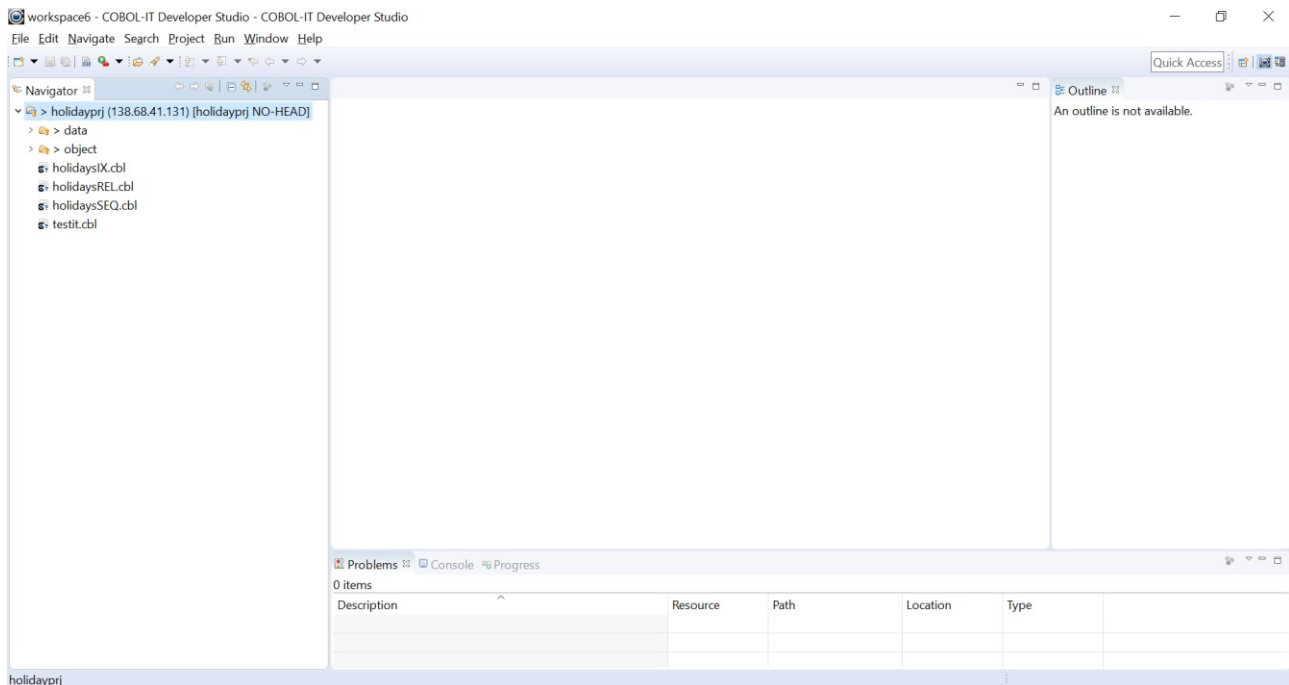 workspace6 - COBOL-IT Developer Studio - COBOL-IT Developer Studio
File Edit Navigate Search Project Run Window Help
Quick Access
Navigator
> holidayprj (138.68.41.131) [holidayprj NO-HEAD]
> data
> object
holidaysIX.cbl
holidaysREL.cbl
holidaysSEQ.cbl
testit.cbl
Outline
An outline is not available.
Problems Console Progress
0 items
Description Resource Path Location Type
holidayprj